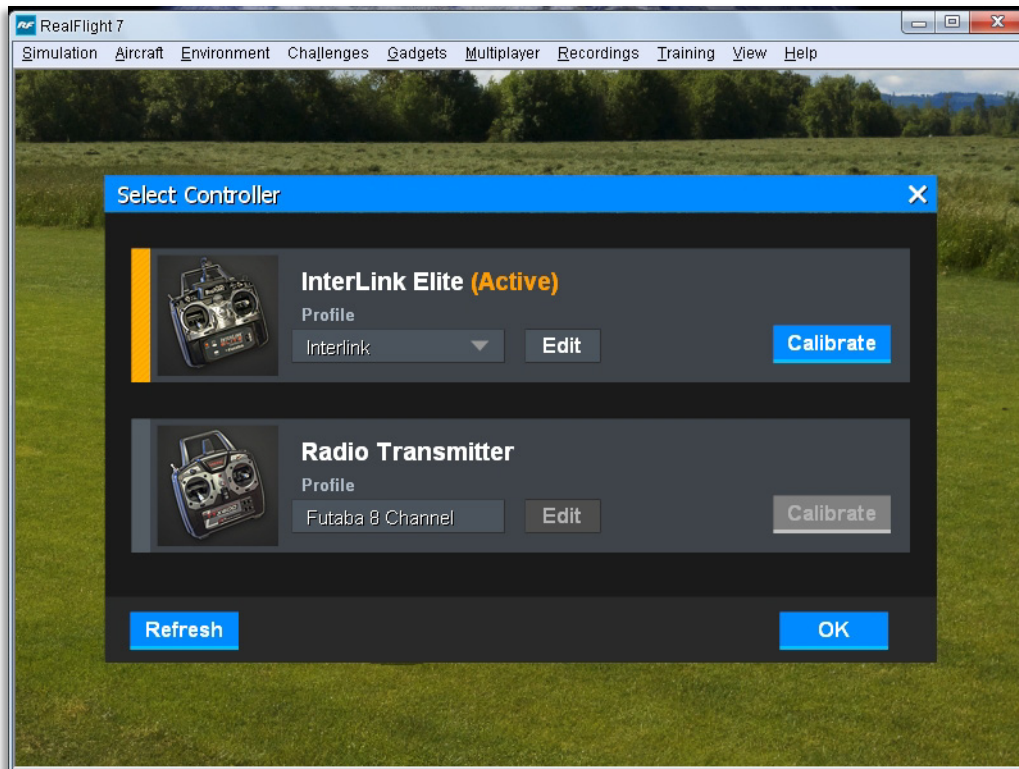 RF RealFlight 7
Simulation Aircraft Environment Challenges Gadgets Multiplayer Recordings Training View Help
Select Controller
InterLink Elite (Active)
Profile
Interlink Edit Calibrate
Radio Transmitter
Profile
Futaba 8 Channel Edit Calibrate
Refresh OK